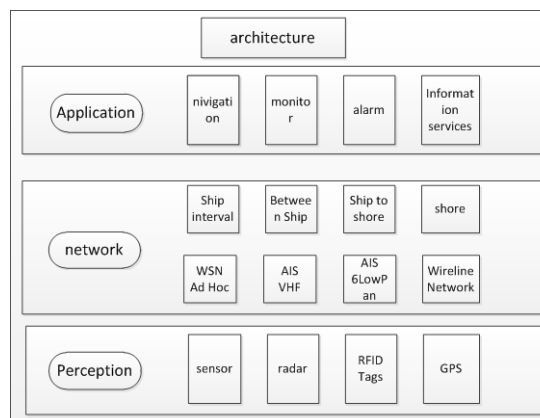 architecture
Application
nivigati
on
monito
r
alarm
Informat
ion
services
network
Ship
interval
Betwee
n Ship
Ship to
shore
shore
WSN
Ad Hoc
AIS
VHF
AIS
6LowP
an
Wireline
Network
Perception
sensor
radar
RFID
Tags
GPS